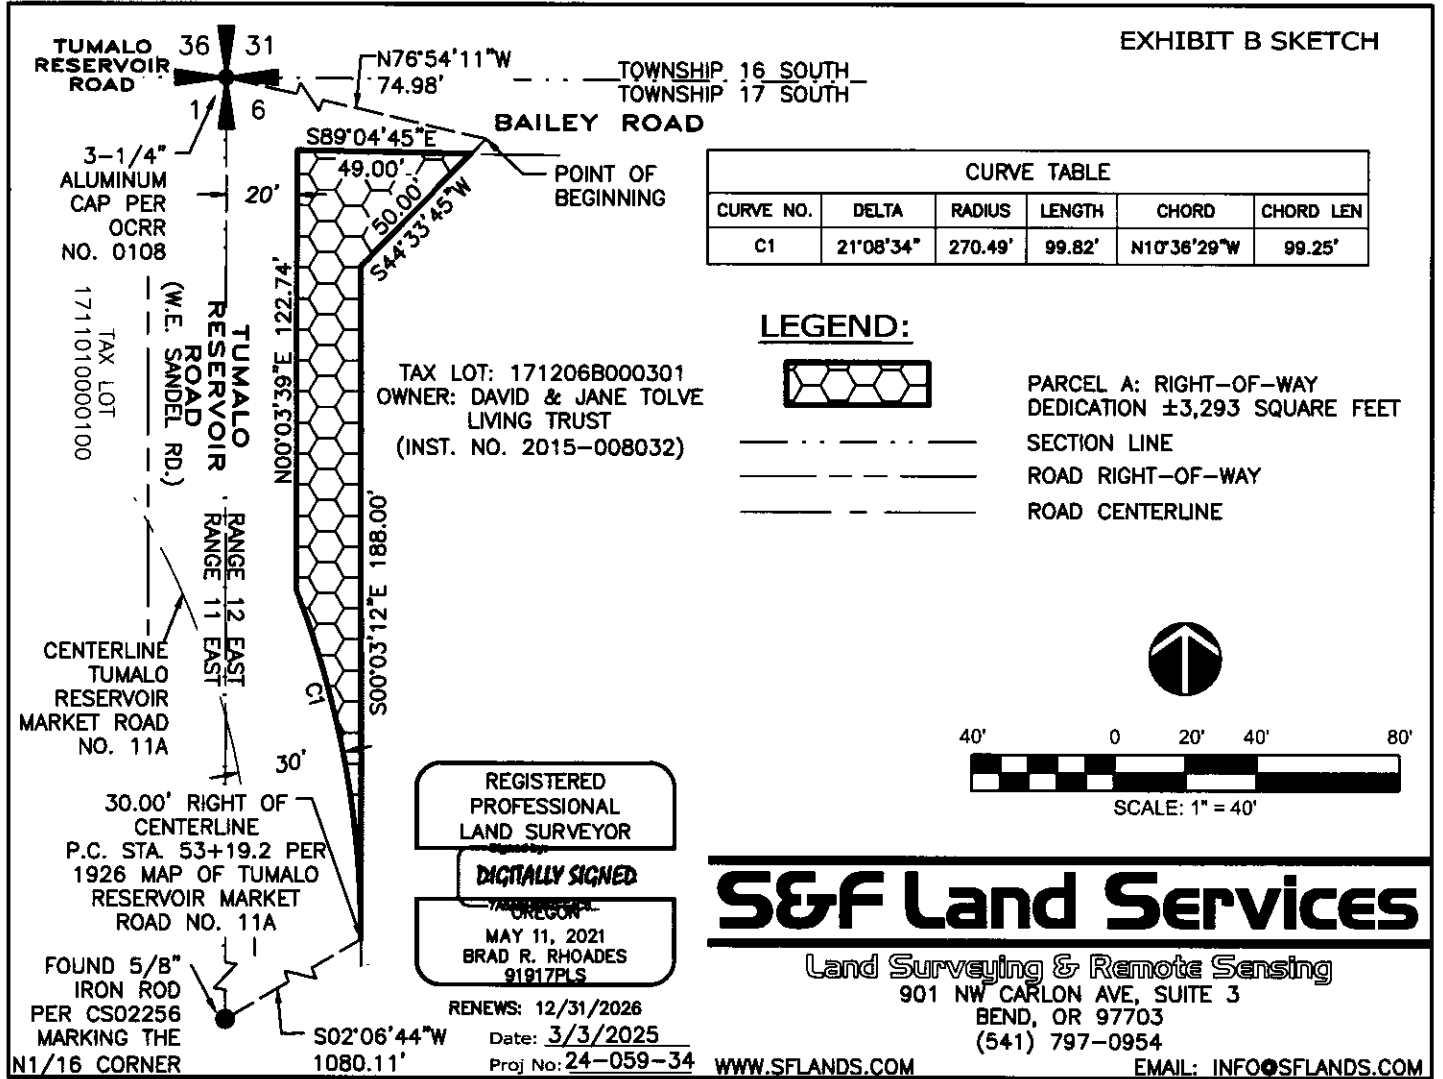 EXHIBIT B SKETCH
TUMALO
RESERVOIR
ROAD
36
31
1
6
N76°54'11"W
74.98'
TOWNSHIP 16 SOUTH
TOWNSHIP 17 SOUTH
BAILEY ROAD
3-1/4"
ALUMINUM
CAP PER
OCRR
NO. 0108
20'
S89°04'45"E
49.00'
50.00'
S44°33'45"W
POINT OF
BEGINNING
CURVE TABLE
CURVE NO. DELTA RADIUS LENGTH CHORD CHORD LEN
C1 21°08'34" 270.49' 99.82' N10°36'29"W 99.25'
TAX LOT
1711010000100
(W.E. SANDEL RD.)
TUMALO
RESERVOIR
ROAD
N00°03'39"E 122.74'
TAX LOT: 171206B000301
OWNER: DAVID & JANE TOLVE
LIVING TRUST
(INST. NO. 2015-008032)
LEGEND:
PARCEL A: RIGHT-OF-WAY
DEDICATION ±3,293 SQUARE FEET
SECTION LINE
ROAD RIGHT-OF-WAY
ROAD CENTERLINE
RANGE 12 EAST
RANGE 11 EAST
S00°03'12"E 188.00'
C1
CENTERLINE
TUMALO
RESERVOIR
MARKET ROAD
NO. 11A
30'
30.00' RIGHT OF
CENTERLINE
P.C. STA. 53+19.2 PER
1926 MAP OF TUMALO
RESERVOIR MARKET
ROAD NO. 11A
FOUND 5/8"
IRON ROD
PER CS02256
MARKING THE
N1/16 CORNER
S02°06'44"W
1080.11'
40' 0 20' 40' 80'
SCALE: 1" = 40'
REGISTERED
PROFESSIONAL
LAND SURVEYOR
Signed by:
DIGITALLY SIGNED
OREGON
MAY 11, 2021
BRAD R. RHOADES
91917PLS
RENEWS: 12/31/2026
Date: 3/3/2025
Proj No: 24-059-34
S&F Land Services
Land Surveying & Remote Sensing
901 NW CARLON AVE, SUITE 3
BEND, OR 97703
(541) 797-0954
WWW.SFLANDS.COM
EMAIL: INFO@SFLANDS.COM